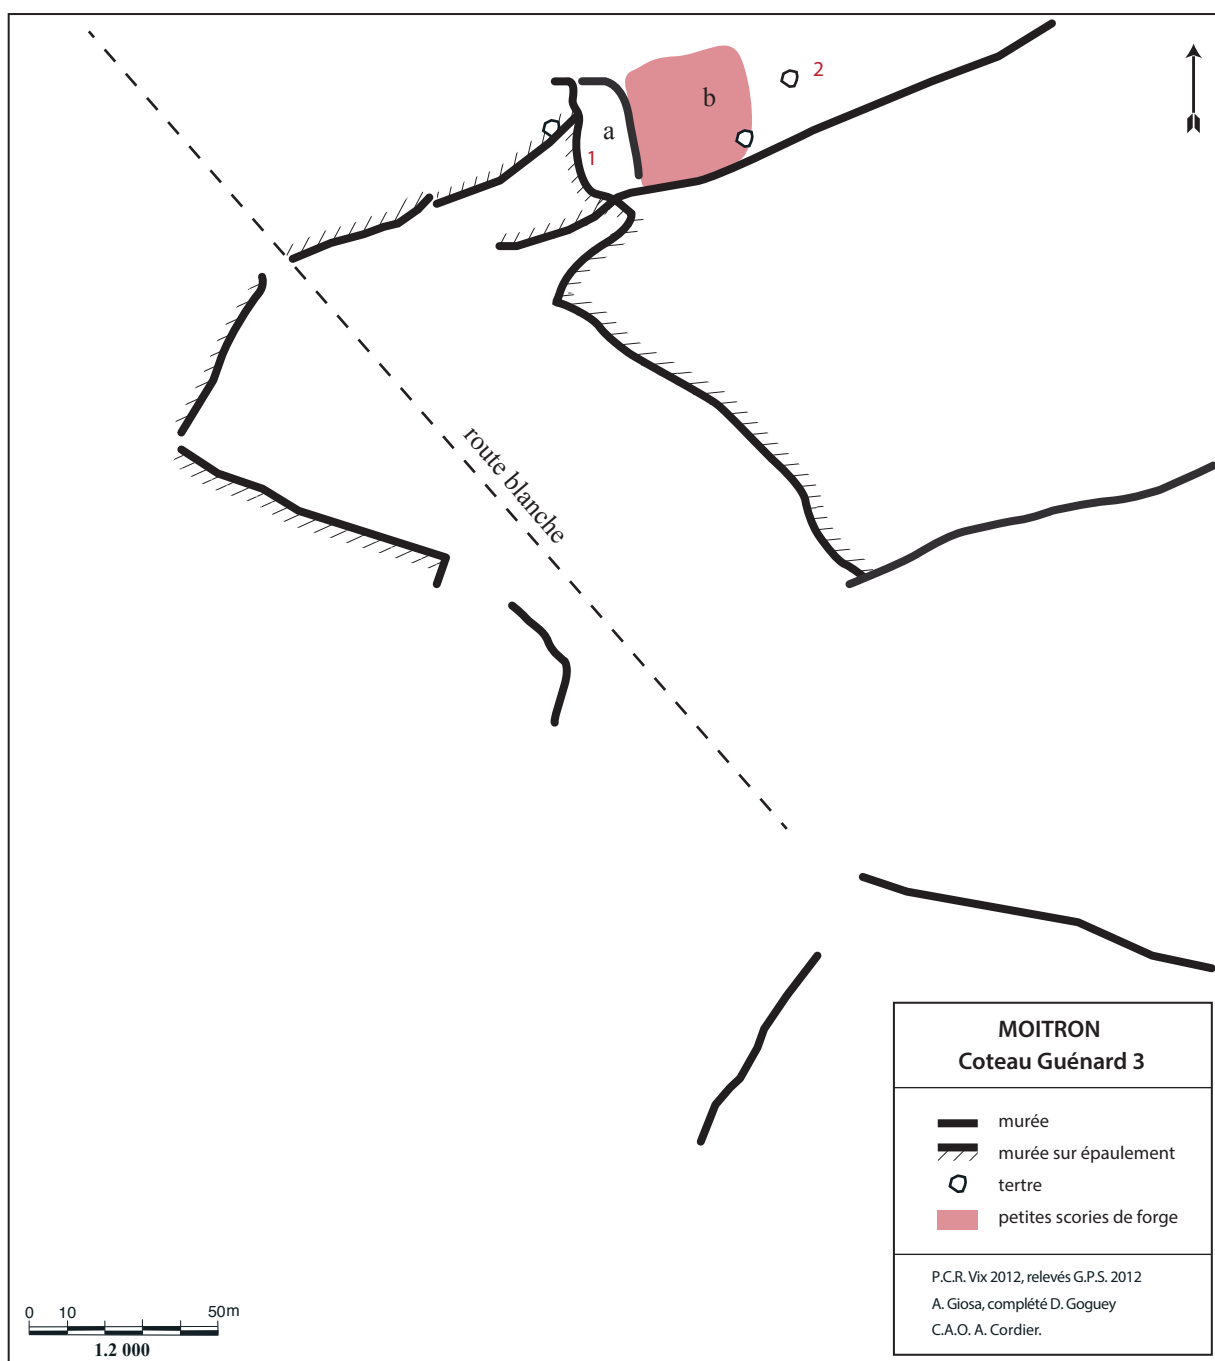 2
b
a
1
route blanche
MOITRON
Coteau Guénard 3
murée
murée sur épaulement
tertre
petites scories de forge
P.C.R. Vix 2012, relevés G.P.S. 2012
A. Giosa, complété D. Goguey
C.A.O. A. Cordier.
0 10 50m
1.2 000